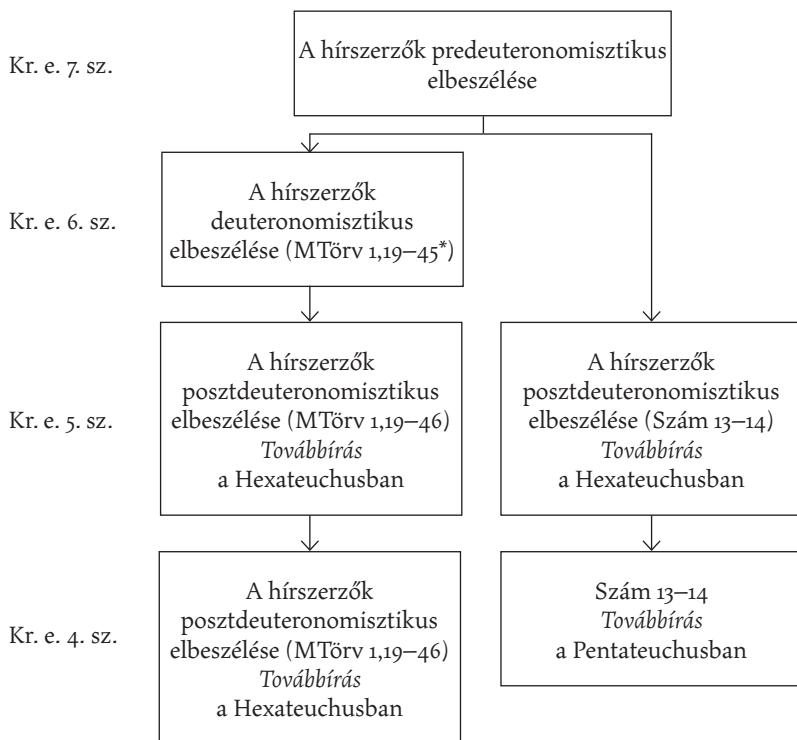 Kr. e. 7. sz.
A hírszerzők predeuteronomisztikus
elbeszélése
Kr. e. 6. sz.
A hírszerzők
deuteronomisztikus
elbeszélése (MTörv 1,19–45*)
Kr. e. 5. sz.
A hírszerzők
posztdeuteronomisztikus
elbeszélése (MTörv 1,19–46)
Továbbírás
a Hexateuchusban
A hírszerzők
posztdeuteronomisztikus
elbeszélése (Szám 13–14)
Továbbírás
a Hexateuchusban
Kr. e. 4. sz.
A hírszerzők
posztdeuteronomisztikus
elbeszélése (MTörv 1,19–46)
Továbbírás
a Hexateuchusban
Szám 13–14
Továbbírás
a Pentateuchusban